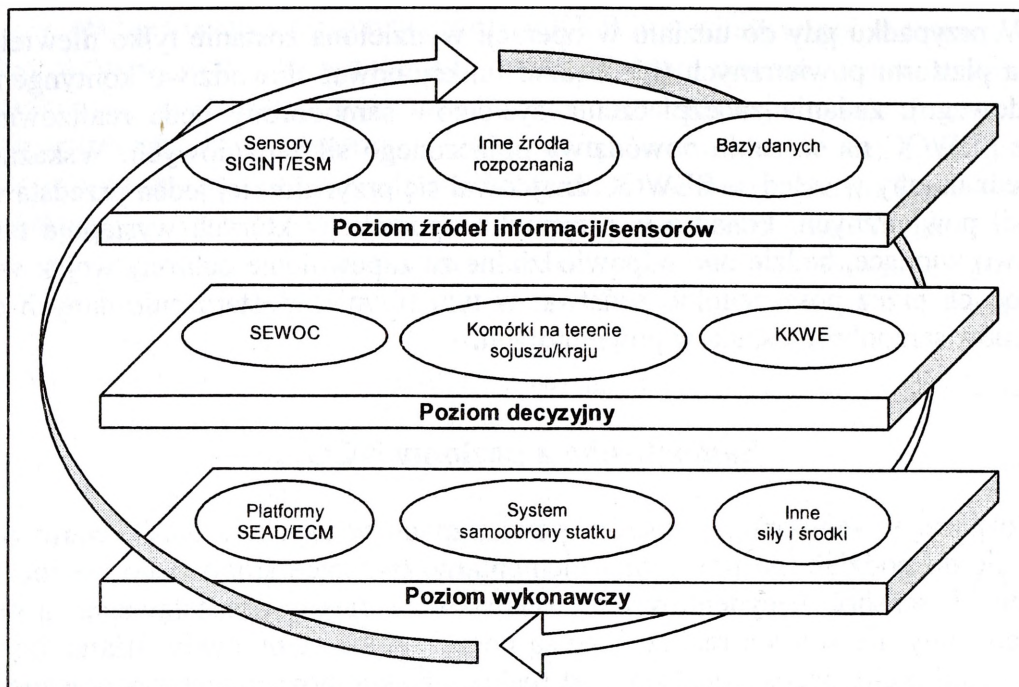 Sensory
SIGINT/ESM
Inne źródła
rozpoznania
Bazy danych
Poziom źródeł informacji/sensorów
SEWOC
Komórki na terenie
sojuszu/kraju
KKWE
Poziom decyzyjny
Platformy
SEAD/ECM
System
samoobrony statku
Inne
siły i środki
Poziom wykonawczy